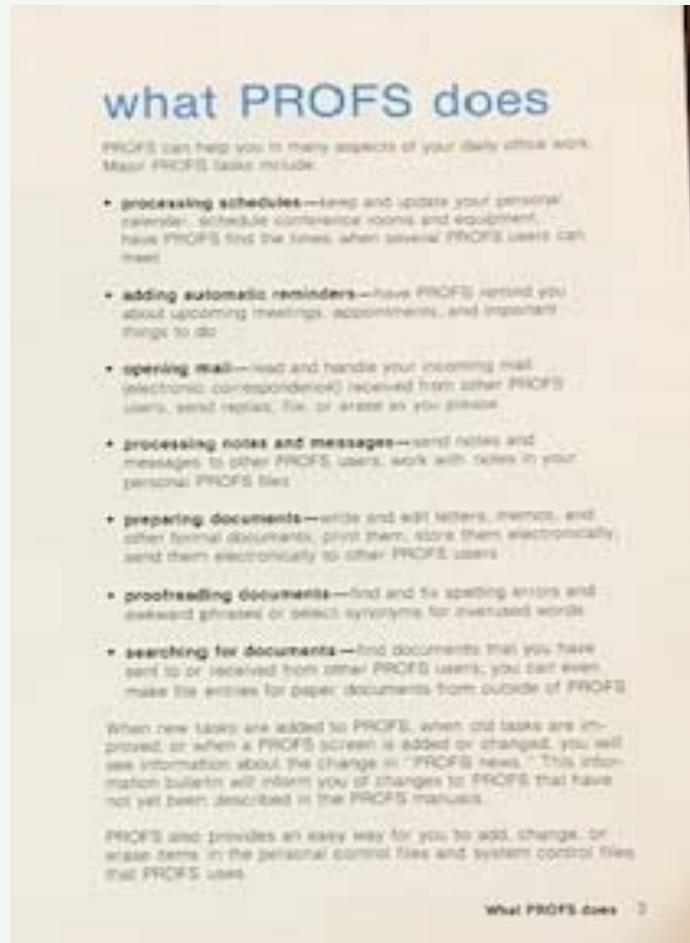 what PROFS does
PROFS can help you in many aspects of your daily office work.
Major PROFS tasks include:
• processing schedules—keep and update your personal
calendar, schedule conference rooms and equipment,
have PROFS find the times when several PROFS users can
meet
• adding automatic reminders—have PROFS remind you
about upcoming meetings, appointments, and important
things to do
• opening mail—read and handle your incoming mail
(electronic correspondence) received from other PROFS
users, send replies, file, or erase as you please
• processing notes and messages—send notes and
messages to other PROFS users, work with notes in your
personal PROFS files
• preparing documents—write and edit letters, memos, and
other formal documents, print them, store them electronically,
send them electronically to other PROFS users
• proofreading documents—find and fix spelling errors and
awkward phrases or select synonyms for overused words
• searching for documents—find documents that you have
sent to or received from other PROFS users; you can even
make file entries for paper documents from outside of PROFS
When new tasks are added to PROFS, when old tasks are im-
proved, or when a PROFS screen is added or changed, you will
see information about the change in "PROFS news." This infor-
mation bulletin will inform you of changes to PROFS that have
not yet been described in the PROFS manuals.
PROFS also provides an easy way for you to add, change, or
erase items in the personal control files and system control files
that PROFS uses.
What PROFS does 3